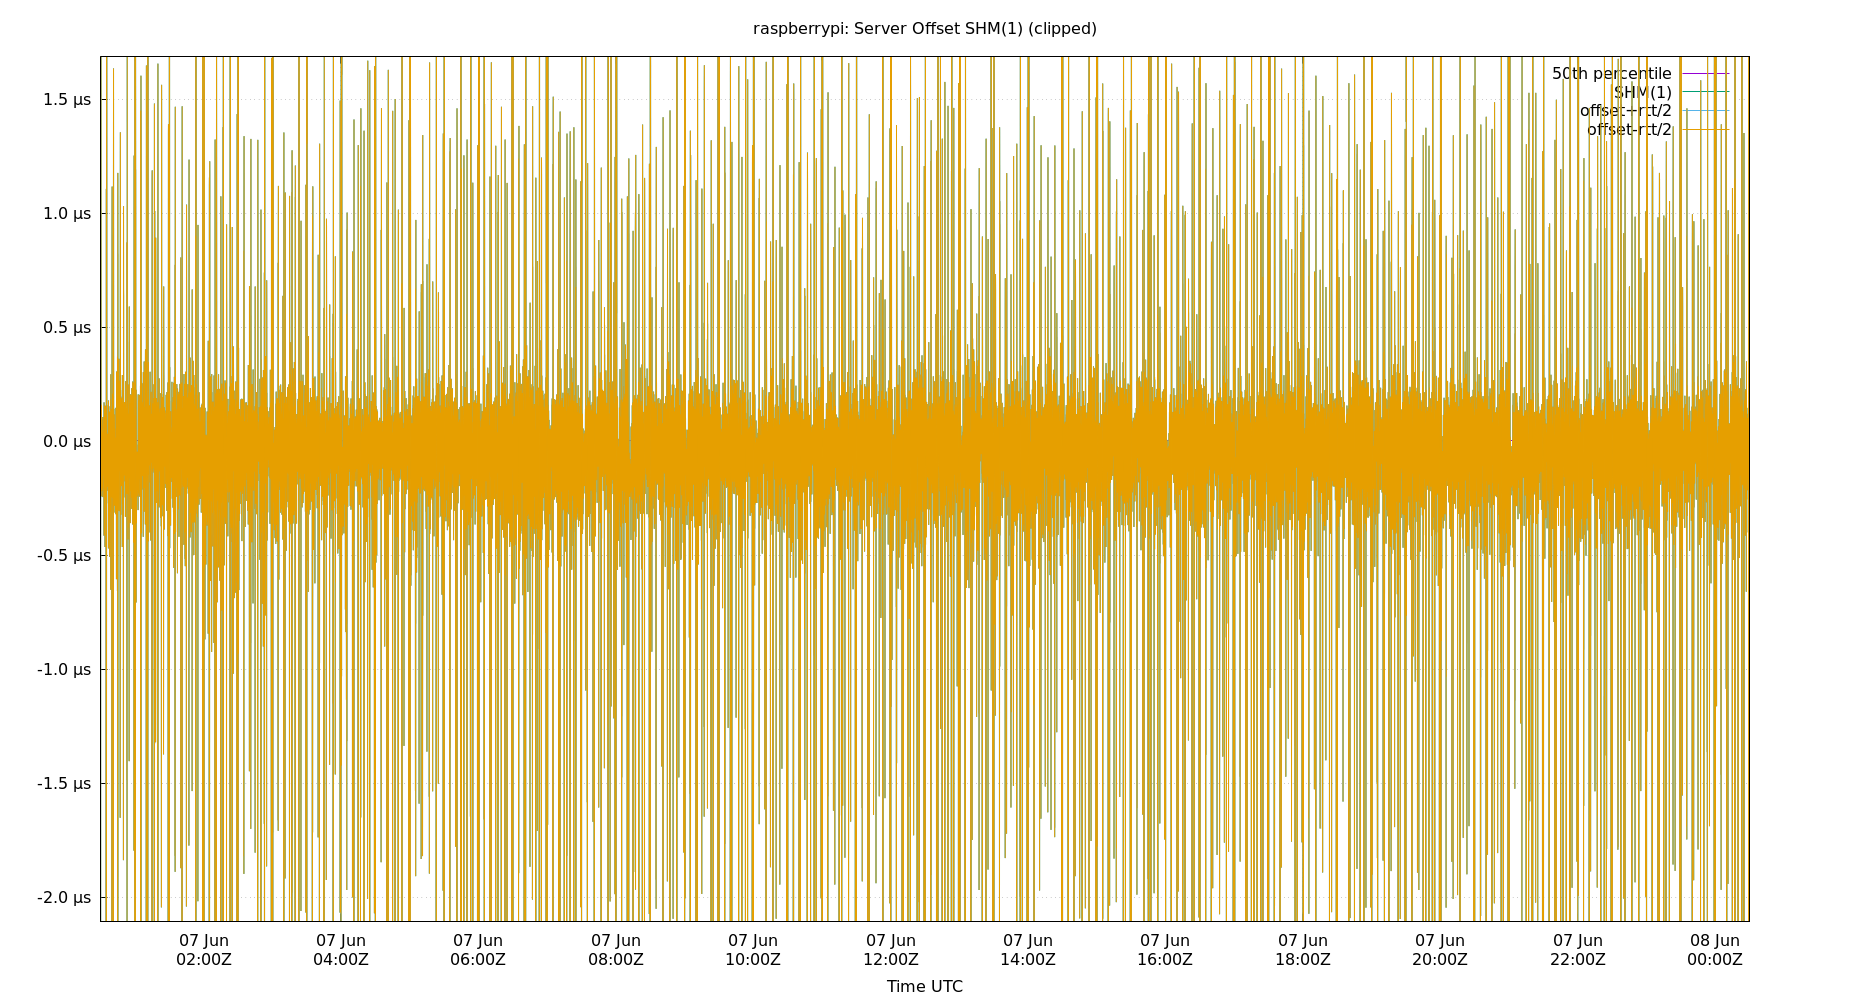 raspberrypi: Server Offset SHM(1) (clipped)
50th percentile
SHM(1)
offset+rtt/2
offset-rtt/2
1.5 µs
1.0 µs
0.5 µs
0.0 µs
-0.5 µs
-1.0 µs
-1.5 µs
-2.0 µs
07 Jun 07 Jun 07 Jun 07 Jun 07 Jun 07 Jun 07 Jun 07 Jun 07 Jun 07 Jun 07 Jun 08 Jun
02:00Z 04:00Z 06:00Z 08:00Z 10:00Z 12:00Z 14:00Z 16:00Z 18:00Z 20:00Z 22:00Z 00:00Z
Time UTC